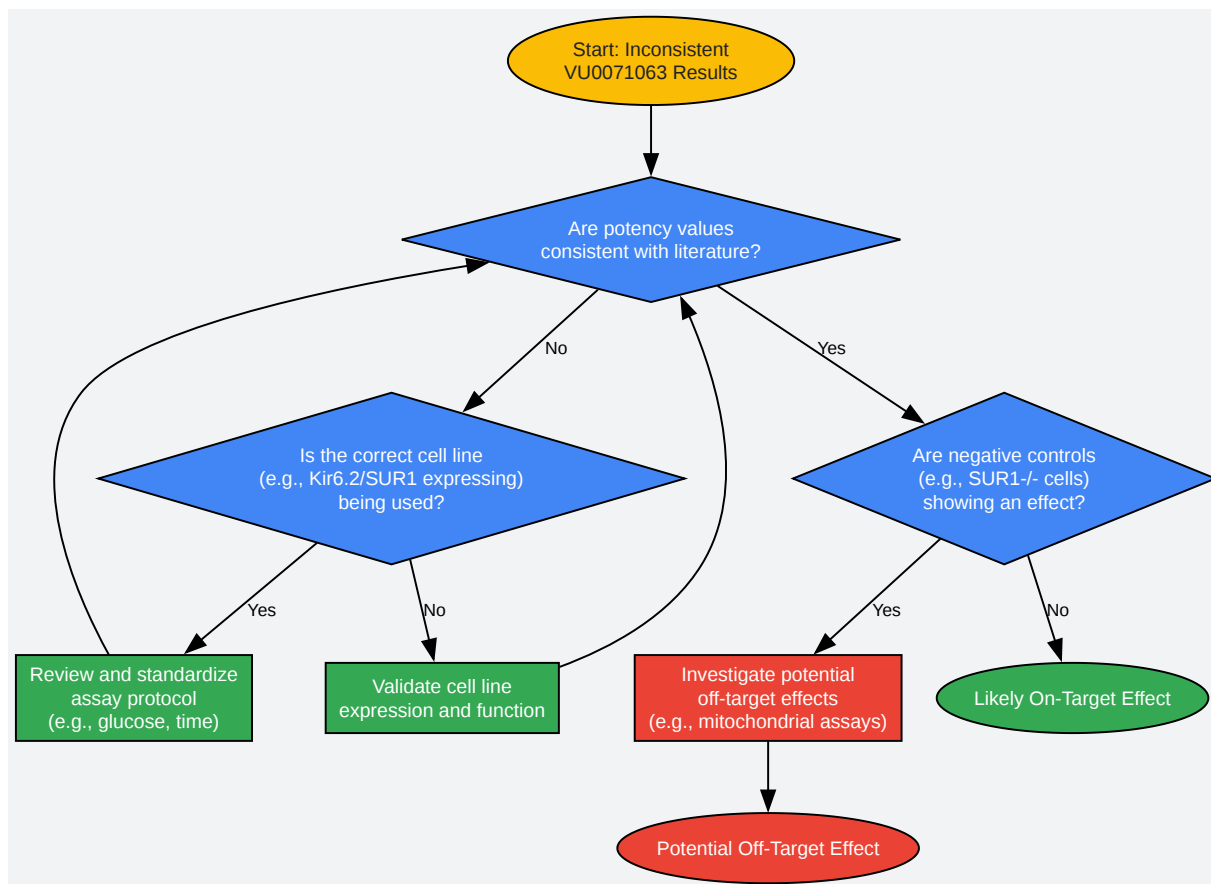 Start: Inconsistent
VU0071063 Results
Are potency values
consistent with literature?
No
Yes
Is the correct cell line
(e.g., Kir6.2/SUR1 expressing)
being used?
Are negative controls
(e.g., SUR1-/- cells)
showing an effect?
Yes
No
Yes
No
Review and standardize
assay protocol
(e.g., glucose, time)
Validate cell line
expression and function
Investigate potential
off-target effects
(e.g., mitochondrial assays)
Likely On-Target Effect
Potential Off-Target Effect